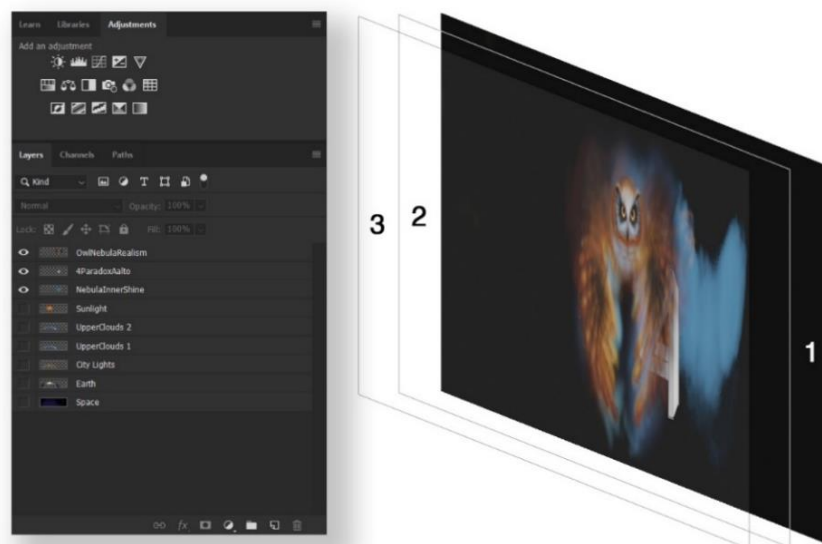 Learn Libraries Adjustments
Add an adjustment
Layers Channels Paths
Kind
Normal Opacity: 100%
Lock: Fill: 100%
OwlNebulaRealism
4ParadoxAalto
NebulaInnerShine
Sunlight
UpperClouds 2
UpperClouds 1
City Lights
Earth
Space
fx
3
2
1